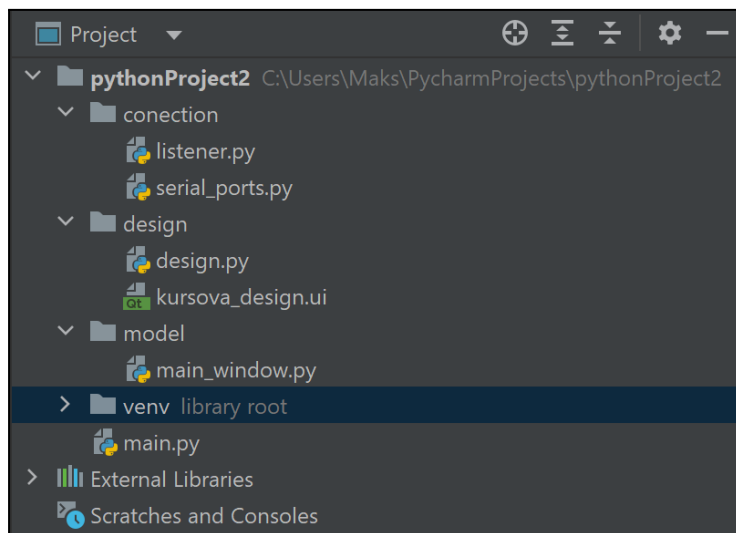 Project
pythonProject2 C:\Users\Maks\PycharmProjects\pythonProject2
conection
listener.py
serial_ports.py
design
design.py
Qt kursova_design.ui
model
main_window.py
venv library root
main.py
External Libraries
Scratches and Consoles